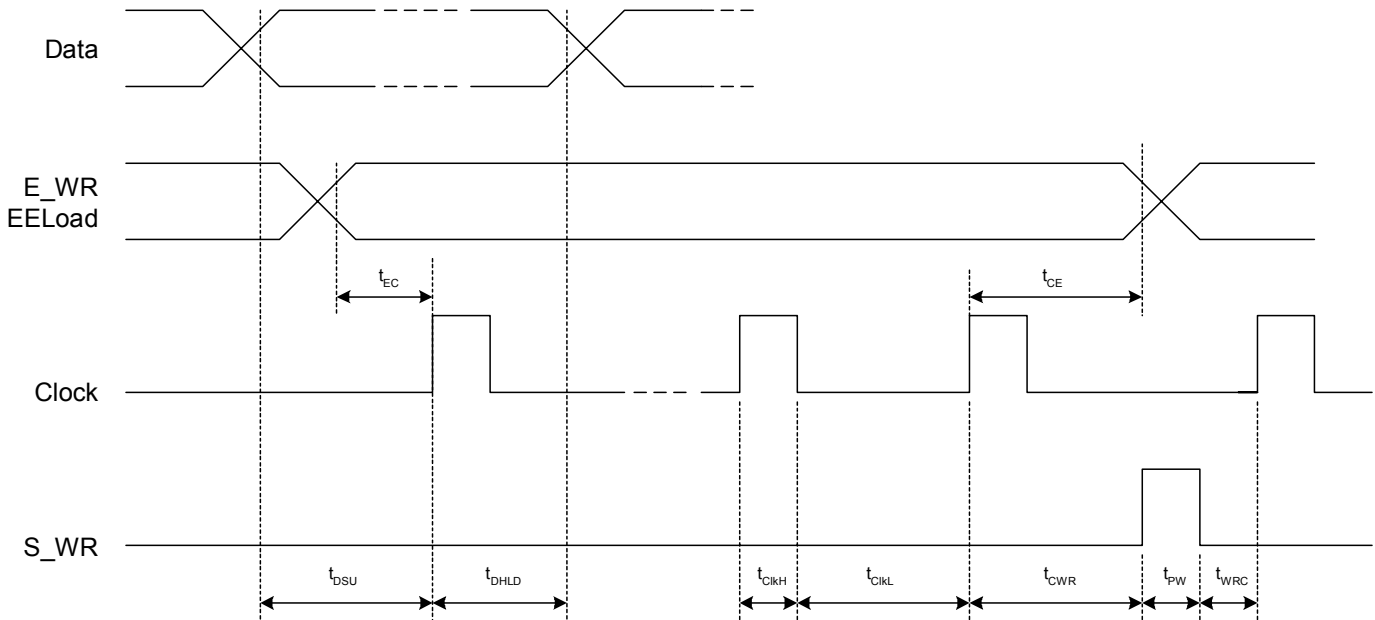 Data
E_WR
EELoad
tEC
tCE
Clock
S_WR
tDSU
tDHLD
tClkH
tClkL
tCWR
tPW
tWRC